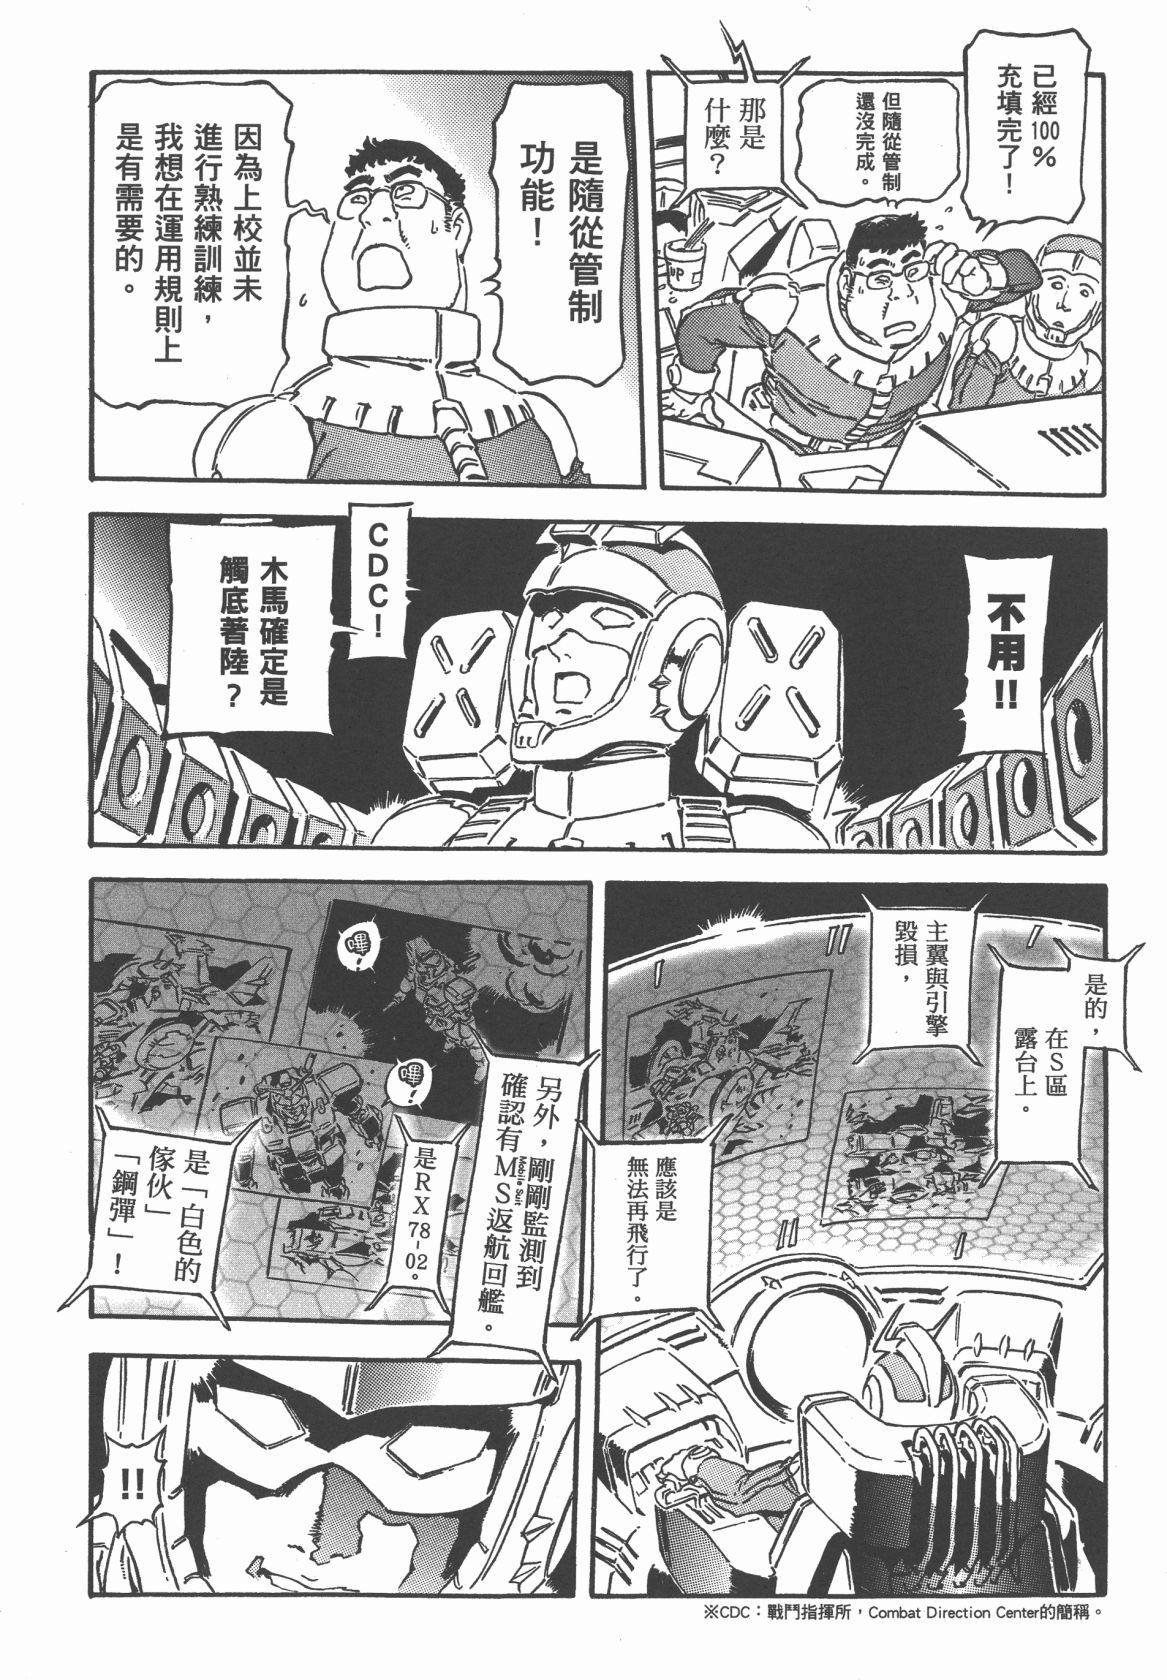 已經100%
充填完了！
但隨從管制
還沒完成。
那是
什麼？
UP
是隨從管制
功能！
因為上校並未
進行熟練訓練，
我想在運用規則上
是有需要的。
不用!!
CDC！
木馬確定是
觸底著陸？
是的，
在S區
露台上。
主翼與引擎
毀損，
應該是
無法再飛行了。
另外，剛剛監測到
確認有MS返航回艦。
Mobile Suit
是RX78-02。
嗶！
嗶！
是「白色的
傢伙」
「鋼彈」！
!!
※CDC：戰鬥指揮所，Combat Direction Center的簡稱。